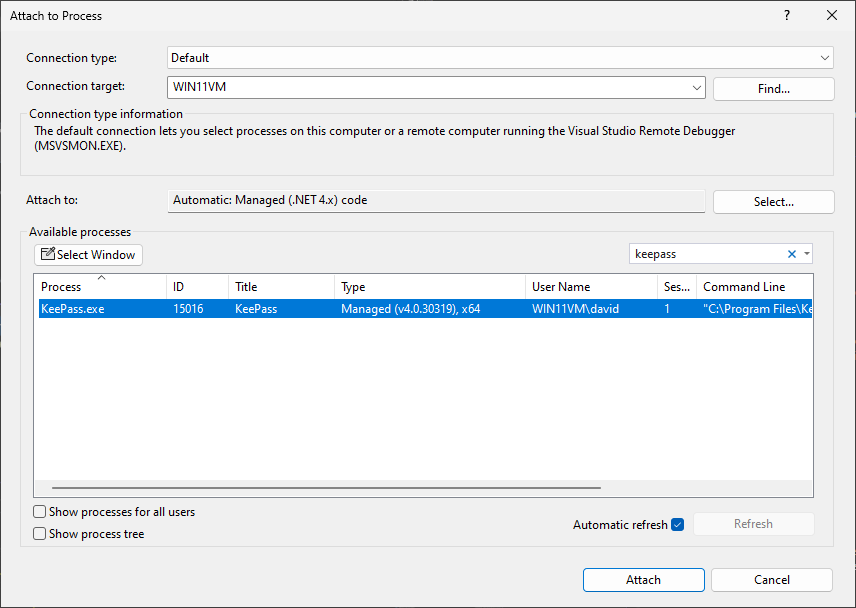 Attach to Process
?
Connection type:
Default
Connection target:
WIN11VM
Find...
Connection type information
The default connection lets you select processes on this computer or a remote computer running the Visual Studio Remote Debugger
(MSVSMON.EXE).
Attach to:
Automatic: Managed (.NET 4.x) code
Select...
Available processes
Select Window
keepass
Process ID Title Type User Name Ses... Command Line
KeePass.exe 15016 KeePass Managed (v4.0.30319), x64 WIN11VM\david 1 "C:\Program Files\Ke
Show processes for all users
Automatic refresh
Refresh
Show process tree
Attach
Cancel